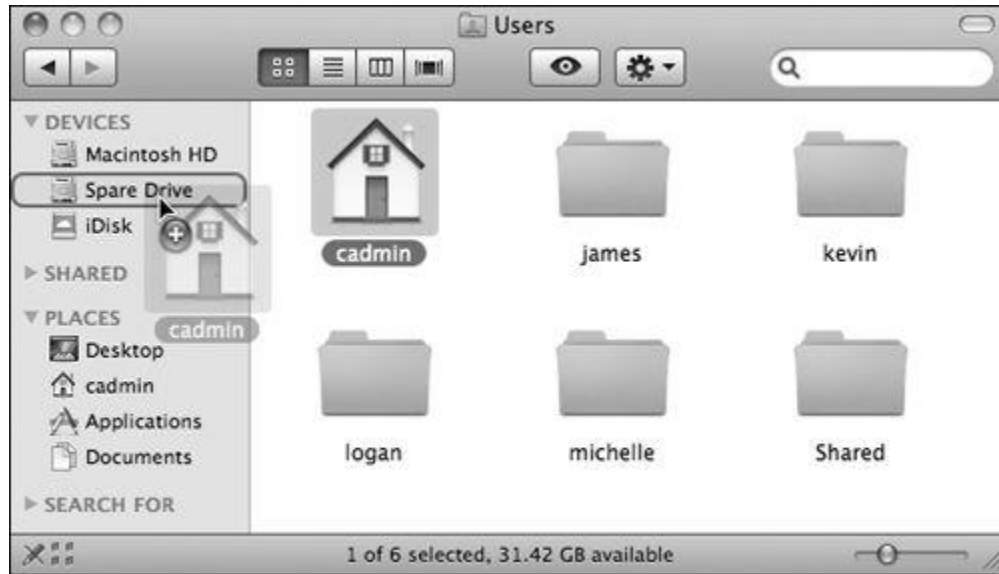 Users
DEVICES
Macintosh HD
Spare Drive
iDisk
SHARED
PLACES
Desktop
cadmin
Applications
Documents
SEARCH FOR
cadmin
cadmin
james
kevin
logan
michelle
Shared
1 of 6 selected, 31.42 GB available